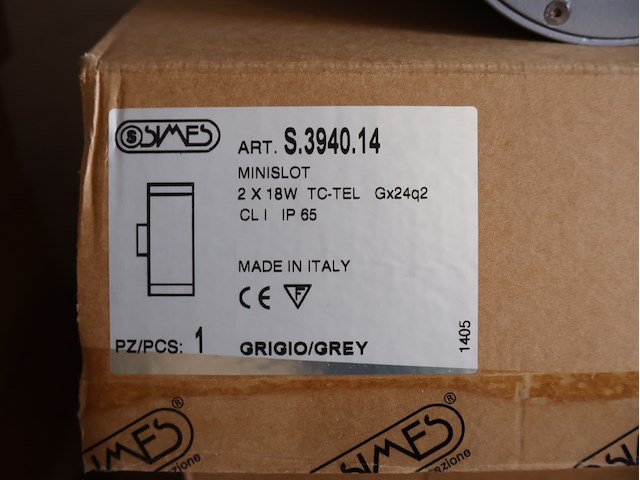 SIMES
ART. S.3940.14
MINISLOT
2 X 18W TC-TEL Gx24q2
CL I IP 65
MADE IN ITALY
CE F
PZ/PCS: 1 GRIGIO/GREY
1405
SIMES®
SIMES®